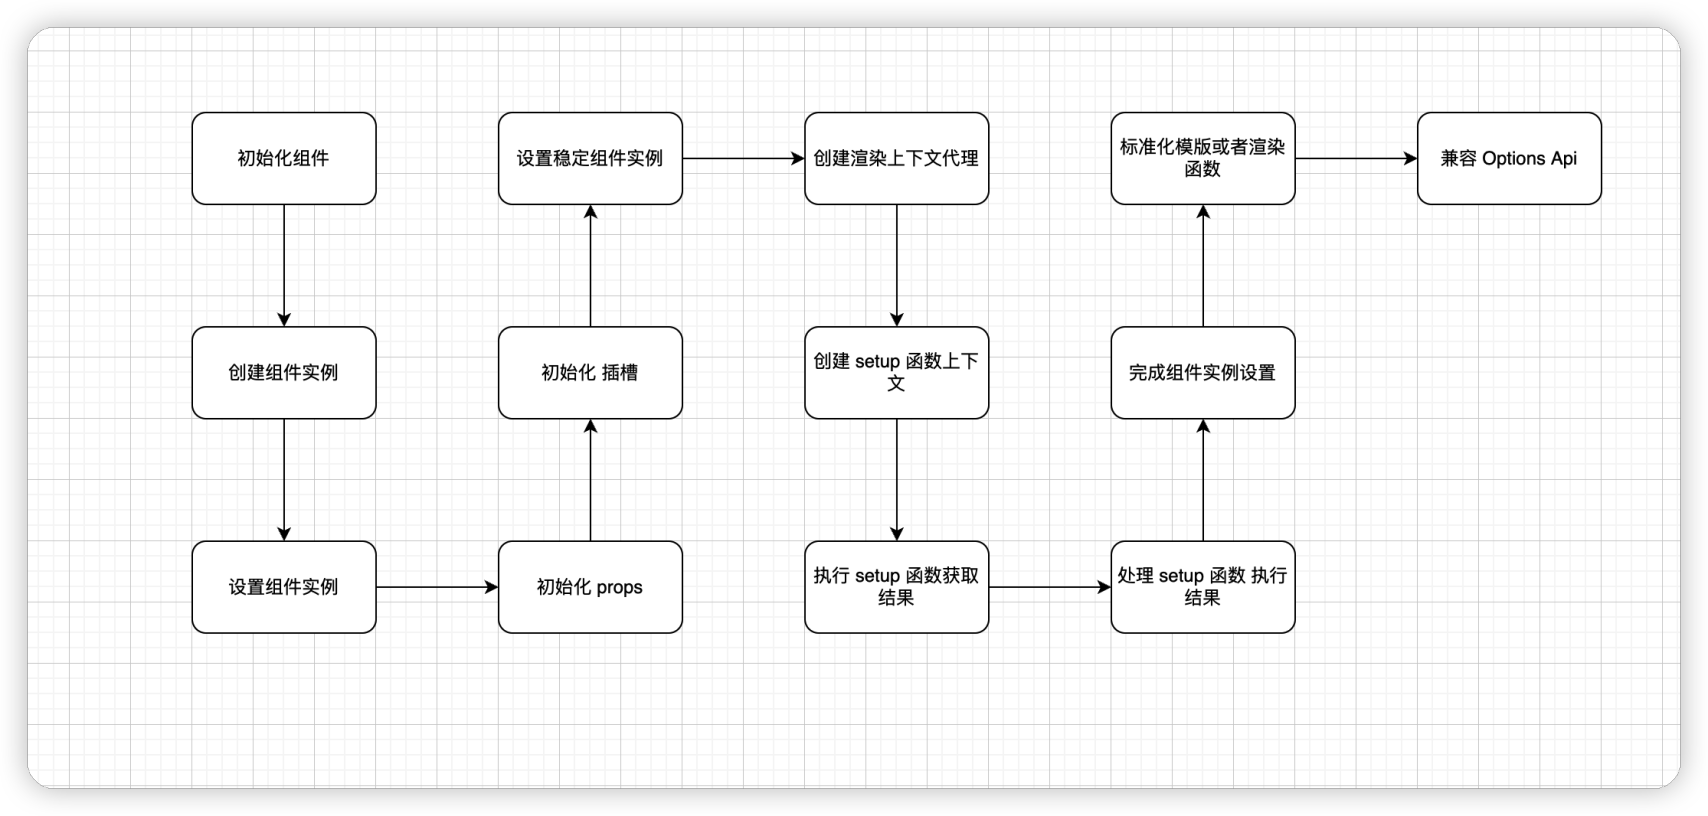 初始化组件
设置稳定组件实例
创建渲染上下文代理
标准化模版或者渲染
函数
兼容 Options Api
创建组件实例
初始化 插槽
创建 setup 函数上下
文
完成组件实例设置
设置组件实例
初始化 props
执行 setup 函数获取
结果
处理 setup 函数 执行
结果